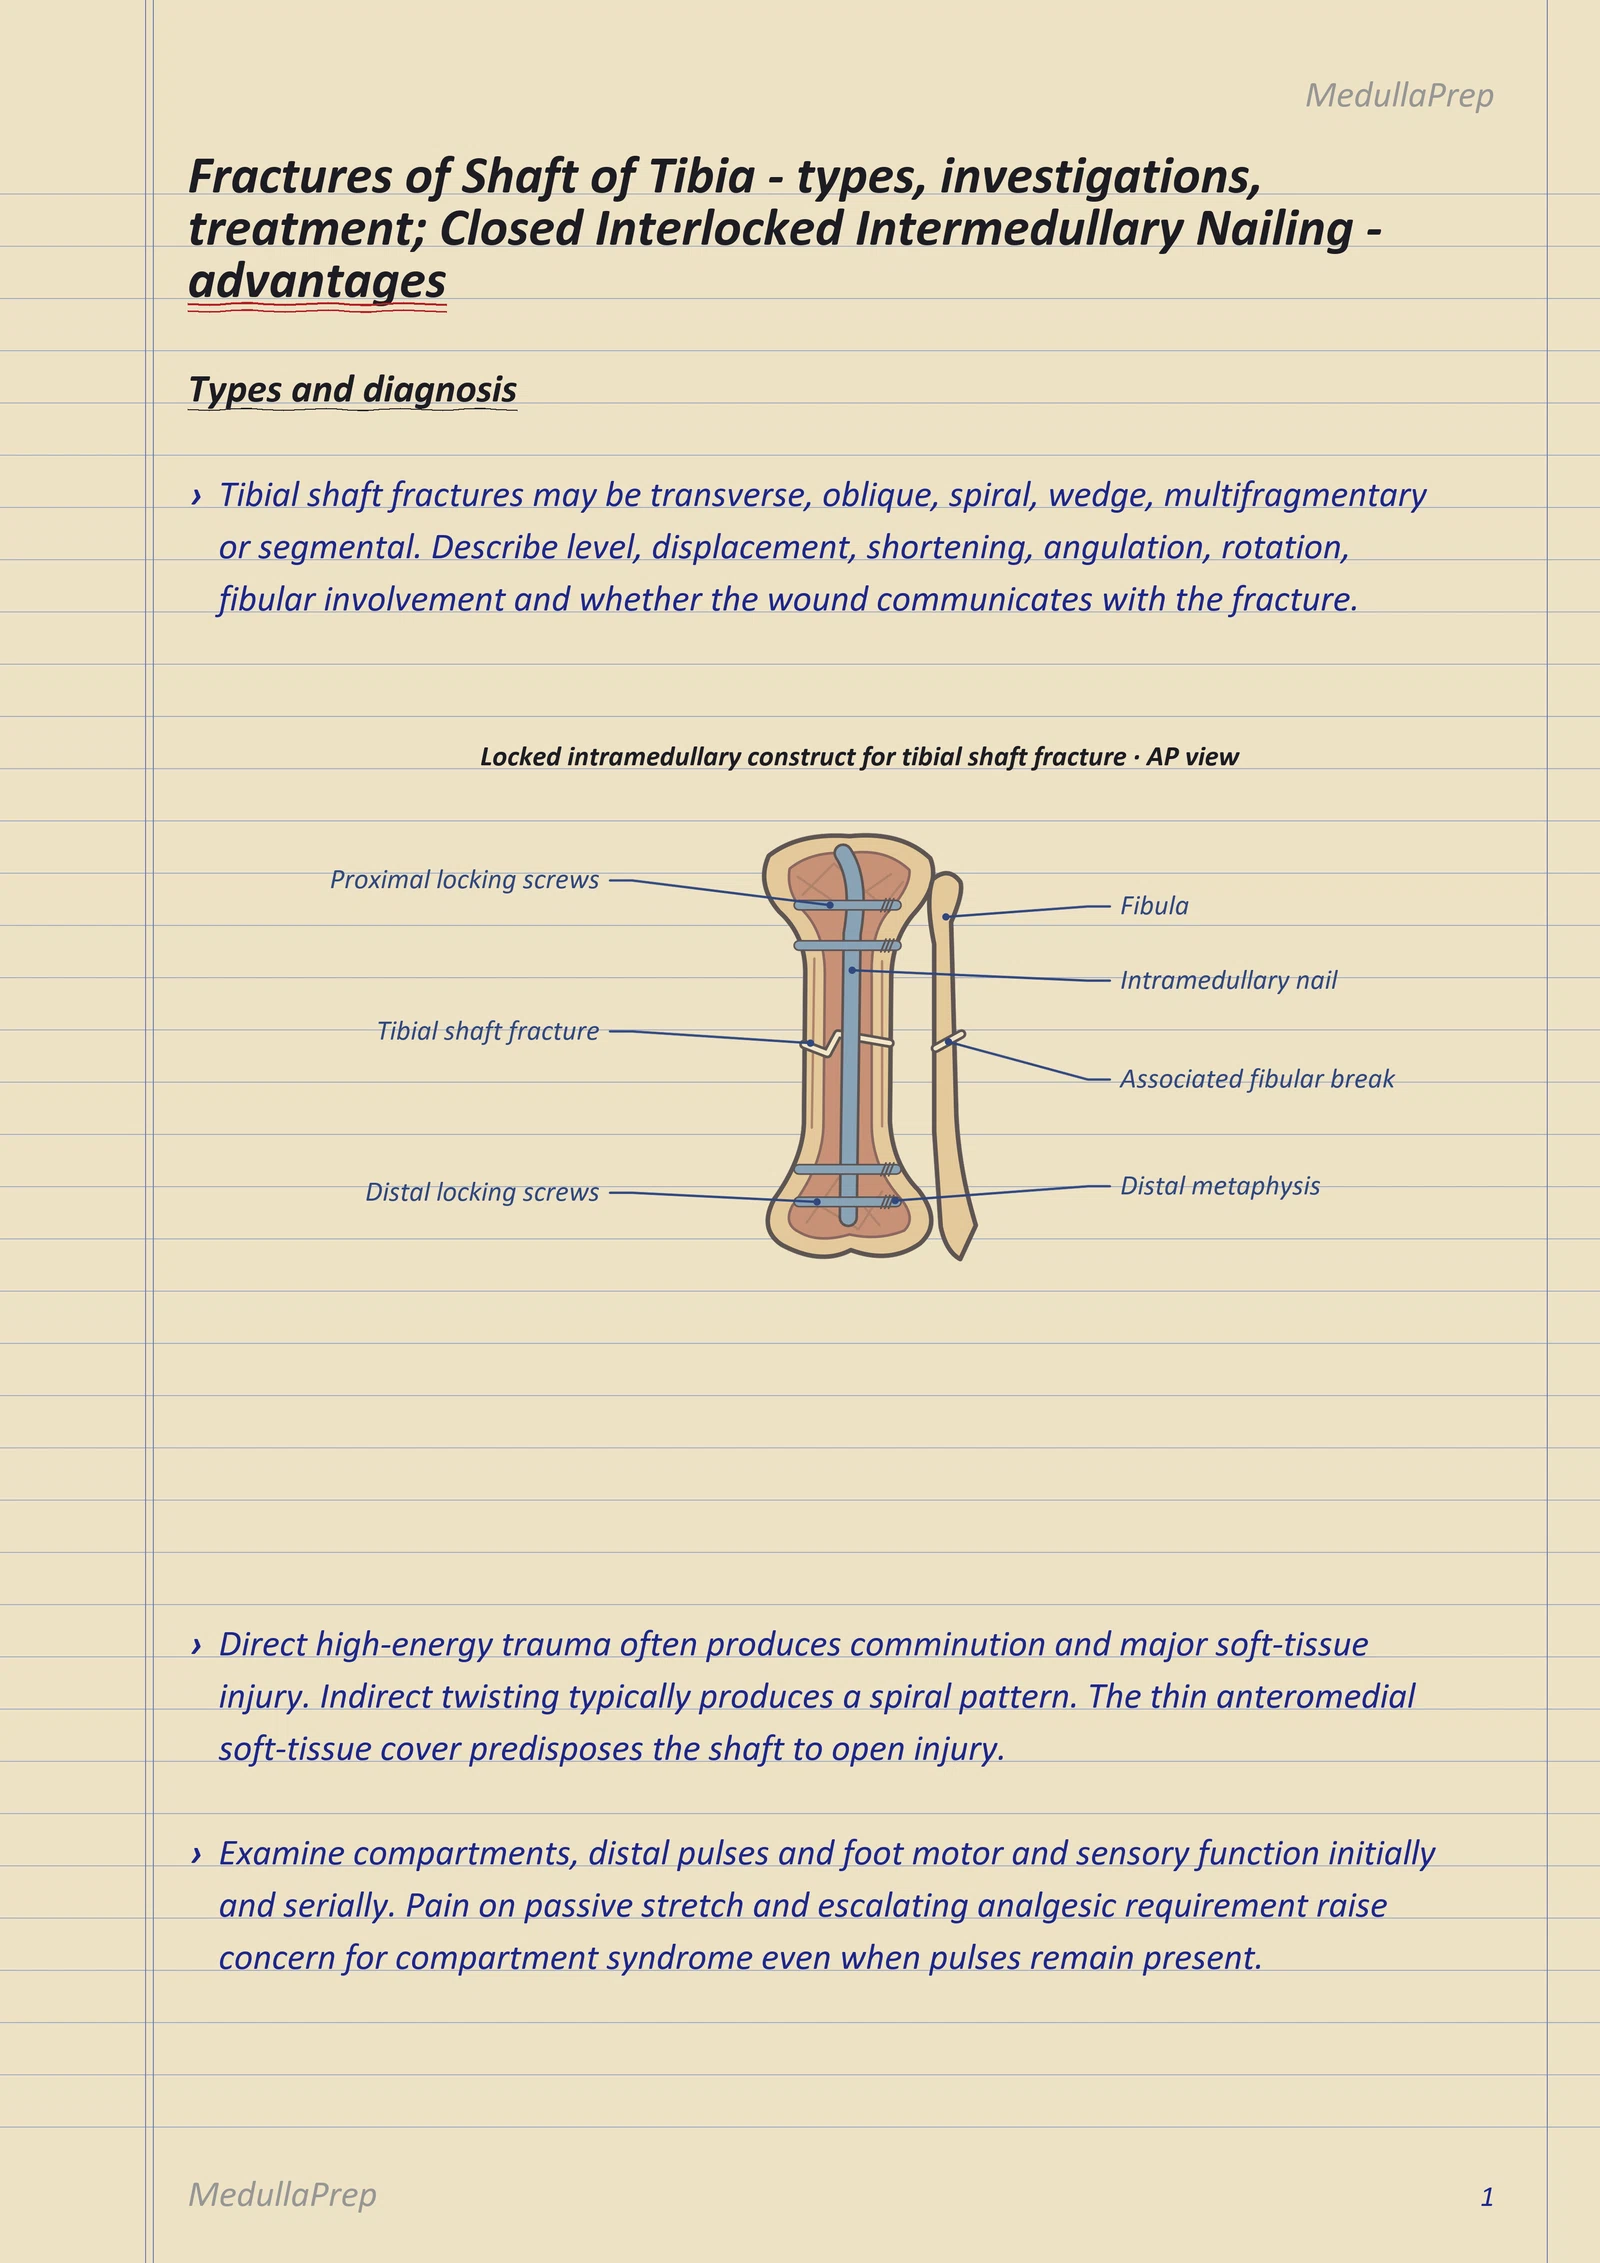 MedullaPrep
Fractures of Shaft of Tibia - types, investigations,
treatment; Closed Interlocked Intermedullary Nailing -
advantages
Types and diagnosis
› Tibial shaft fractures may be transverse, oblique, spiral, wedge, multifragmentary
or segmental. Describe level, displacement, shortening, angulation, rotation,
fibular involvement and whether the wound communicates with the fracture.
Locked intramedullary construct for tibial shaft fracture · AP view
Proximal locking screws
Fibula
Intramedullary nail
Tibial shaft fracture
Associated fibular break
Distal locking screws
Distal metaphysis
› Direct high-energy trauma often produces comminution and major soft-tissue
injury. Indirect twisting typically produces a spiral pattern. The thin anteromedial
soft-tissue cover predisposes the shaft to open injury.
› Examine compartments, distal pulses and foot motor and sensory function initially
and serially. Pain on passive stretch and escalating analgesic requirement raise
concern for compartment syndrome even when pulses remain present.
MedullaPrep
1